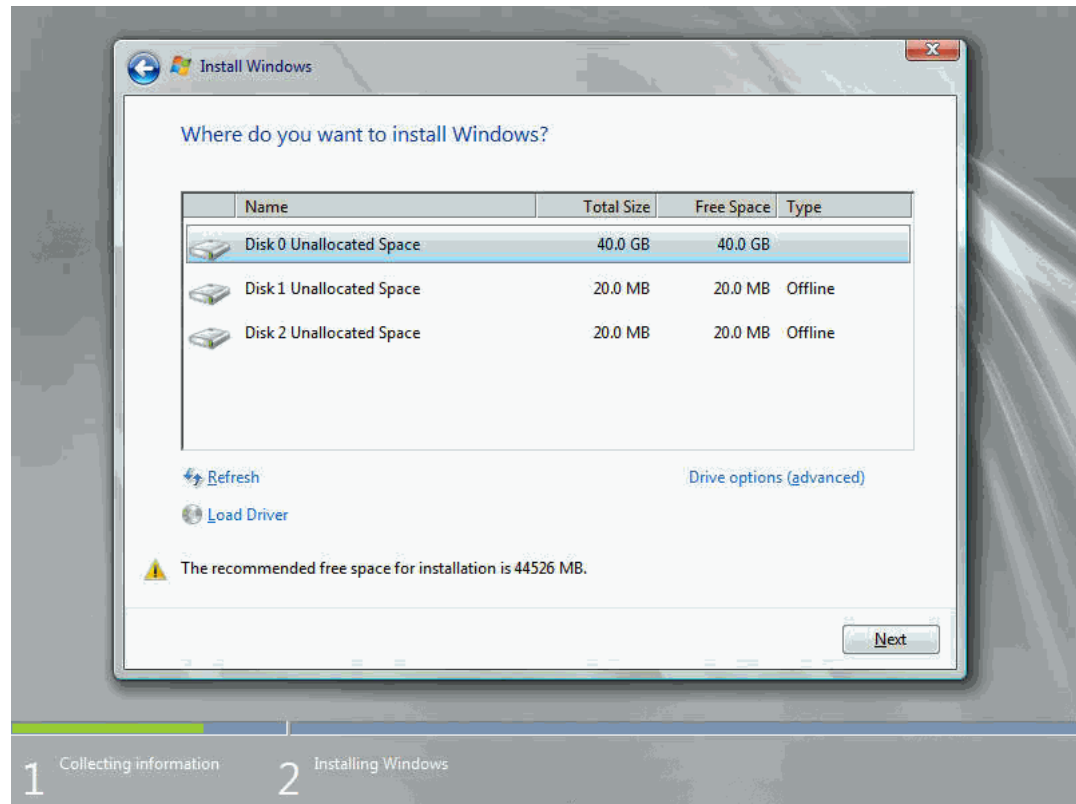 Install Windows
Where do you want to install Windows?
Name Total Size Free Space Type
Disk 0 Unallocated Space 40.0 GB 40.0 GB
Disk 1 Unallocated Space 20.0 MB 20.0 MB Offline
Disk 2 Unallocated Space 20.0 MB 20.0 MB Offline
Refresh Drive options (advanced)
Load Driver
The recommended free space for installation is 44526 MB.
Next
1 Collecting information 2 Installing Windows